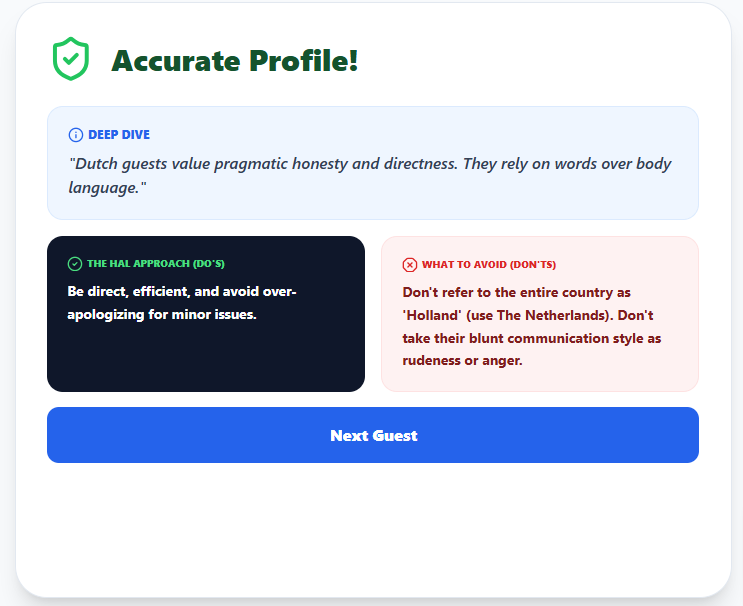 Accurate Profile!
DEEP DIVE
"Dutch guests value pragmatic honesty and directness. They rely on words over body
language."
THE HAL APPROACH (DO'S)
Be direct, efficient, and avoid over-
apologizing for minor issues.
WHAT TO AVOID (DON'TS)
Don't refer to the entire country as
'Holland' (use The Netherlands). Don't
take their blunt communication style as
rudeness or anger.
Next Guest